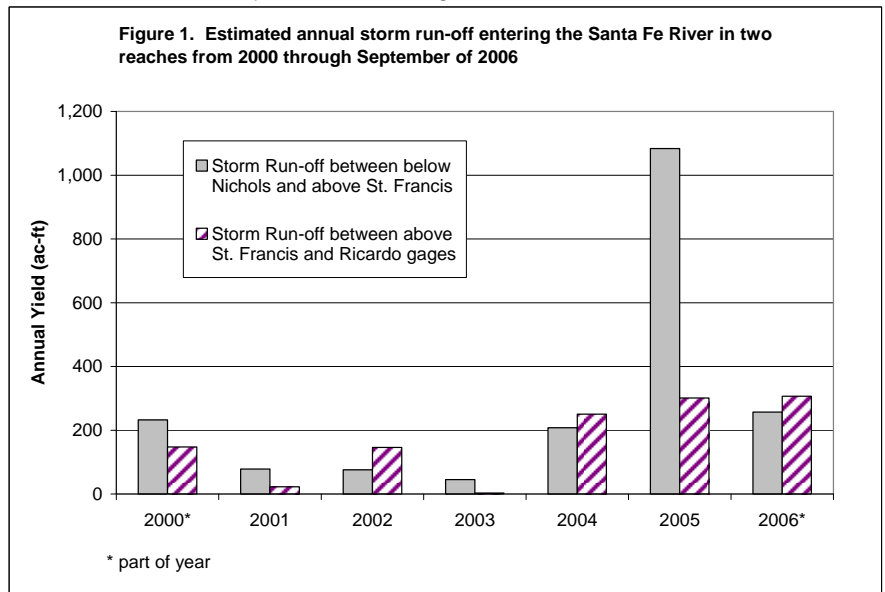 Figure 1. Estimated annual storm run-off entering the Santa Fe River in two
reaches from 2000 through September of 2006
1,200
1,000
800
600
400
200
0
Annual Yield (ac-ft)
Storm Run-off between below
Nichols and above St. Francis
Storm Run-off between above
St. Francis and Ricardo gages
2000* 2001 2002 2003 2004 2005 2006*
* part of year